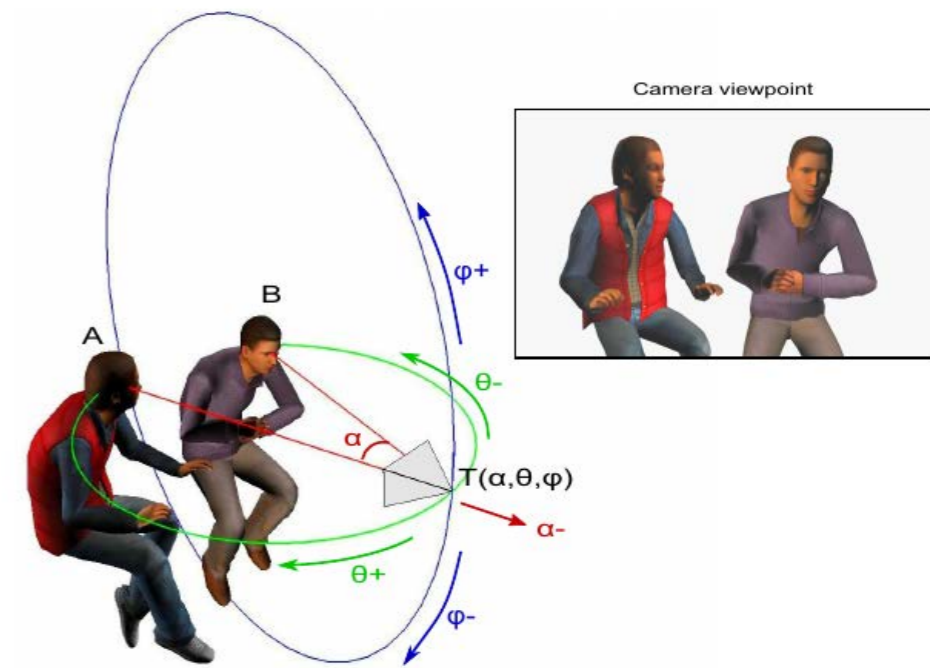 Camera viewpoint
φ+
B
A
θ-
α
T(α,θ,φ)
α-
θ+
φ-